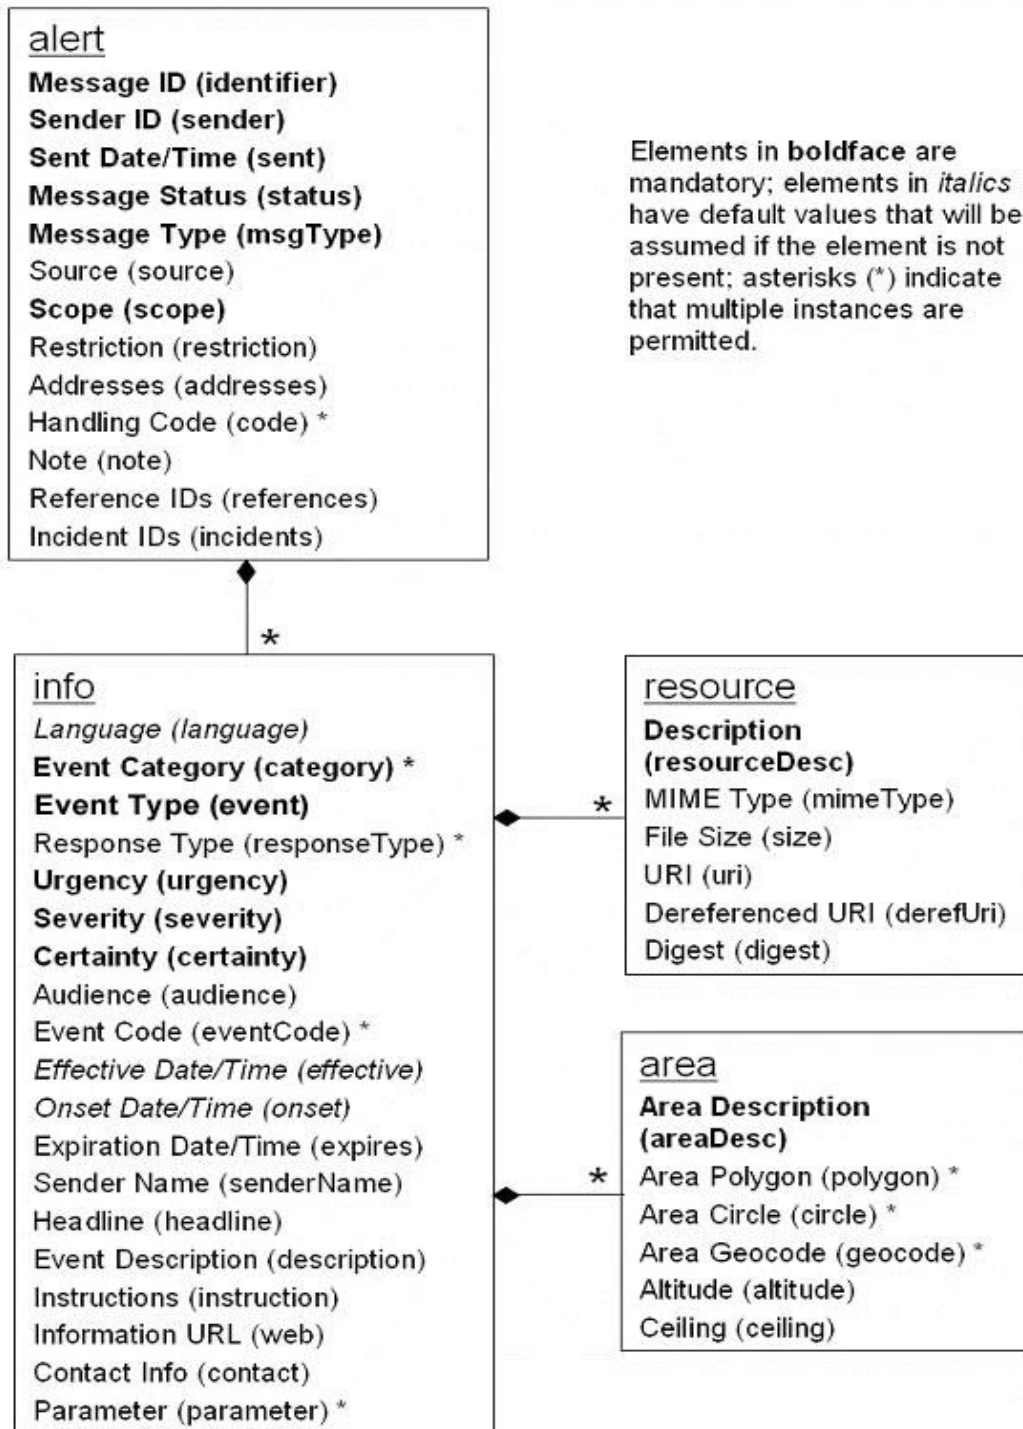 alert
Message ID (identifier)
Sender ID (sender)
Sent Date/Time (sent)
Message Status (status)
Message Type (msgType)
Source (source)
Scope (scope)
Restriction (restriction)
Addresses (addresses)
Handling Code (code) *
Note (note)
Reference IDs (references)
Incident IDs (incidents)
Elements in boldface are
mandatory; elements in italics
have default values that will be
assumed if the element is not
present; asterisks (*) indicate
that multiple instances are
permitted.
*
info
Language (language)
Event Category (category) *
Event Type (event)
Response Type (responseType) *
Urgency (urgency)
Severity (severity)
Certainty (certainty)
Audience (audience)
Event Code (eventCode) *
Effective Date/Time (effective)
Onset Date/Time (onset)
Expiration Date/Time (expires)
Sender Name (senderName)
Headline (headline)
Event Description (description)
Instructions (instruction)
Information URL (web)
Contact Info (contact)
Parameter (parameter) *
*
resource
Description
(resourceDesc)
MIME Type (mimeType)
File Size (size)
URI (uri)
Dereferenced URI (derefUri)
Digest (digest)
*
area
Area Description
(areaDesc)
Area Polygon (polygon) *
Area Circle (circle) *
Area Geocode (geocode) *
Altitude (altitude)
Ceiling (ceiling)